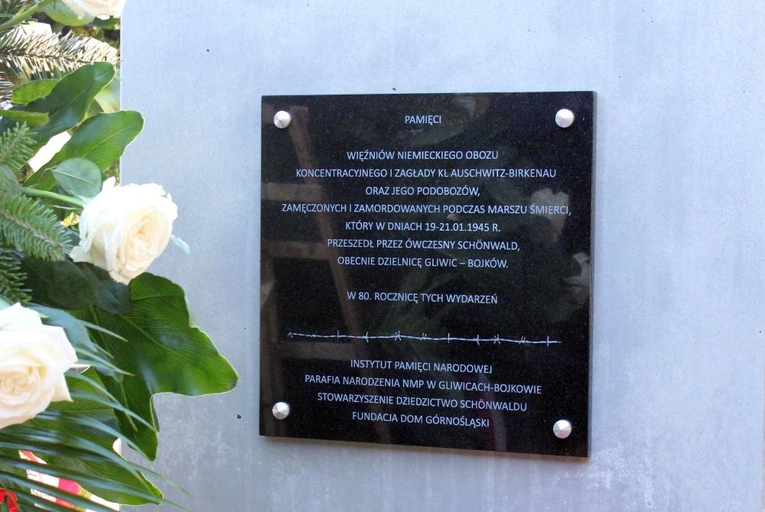 PAMIĘCI
WIĘŹNIÓW NIEMIECKIEGO OBOZU
KONCENTRACYJNEGO I ZAGŁADY KL AUSCHWITZ-BIRKENAU
ORAZ JEGO PODOBOZÓW,
ZAMĘCZONYCH I ZAMORDOWANYCH PODCZAS MARSZU ŚMIERCI,
KTÓRY W DNIACH 19-21.01.1945 R.
PRZESZEDŁ PRZEZ ÓWCZESNY SCHÖNWALD,
OBECNIE DZIELNICĘ GLIWIC – BOJKÓW.
W 80. ROCZNICĘ TYCH WYDARZEŃ
INSTYTUT PAMIĘCI NARODOWEJ
PARAFIA NARODZENIA NMP W GLIWICACH-BOJKOWIE
STOWARZYSZENIE DZIEDZICTWO SCHÖNWALDU
FUNDACJA DOM GÓRNOŚLĄSKI